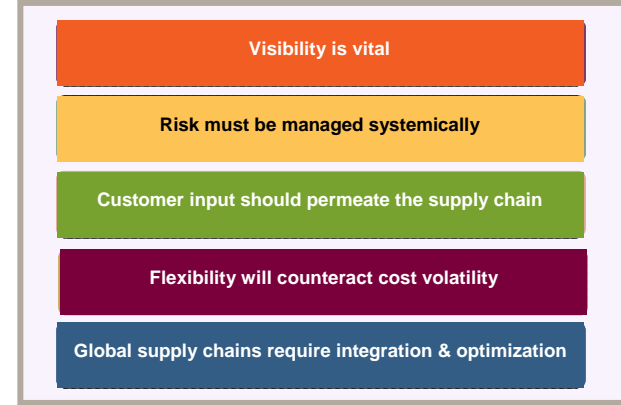 Visibility is vital
Risk must be managed systemically
Customer input should permeate the supply chain
Flexibility will counteract cost volatility
Global supply chains require integration & optimization